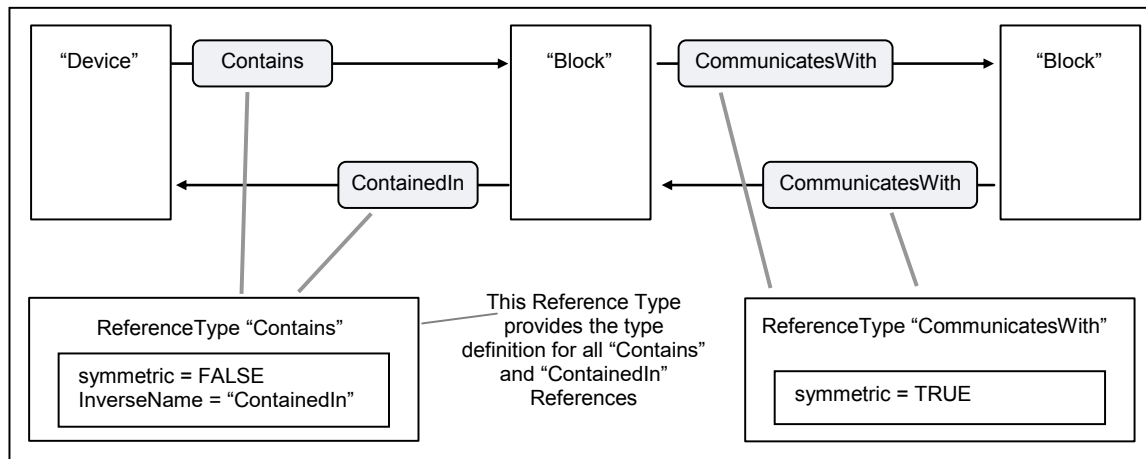 “Device”
Contains
“Block”
CommunicatesWith
“Block”
ContainedIn
CommunicatesWith
ReferenceType “Contains”
symmetric = FALSE
InverseName = “ContainedIn”
This Reference Type
provides the type
definition for all “Contains”
and “ContainedIn”
References
ReferenceType “CommunicatesWith”
symmetric = TRUE